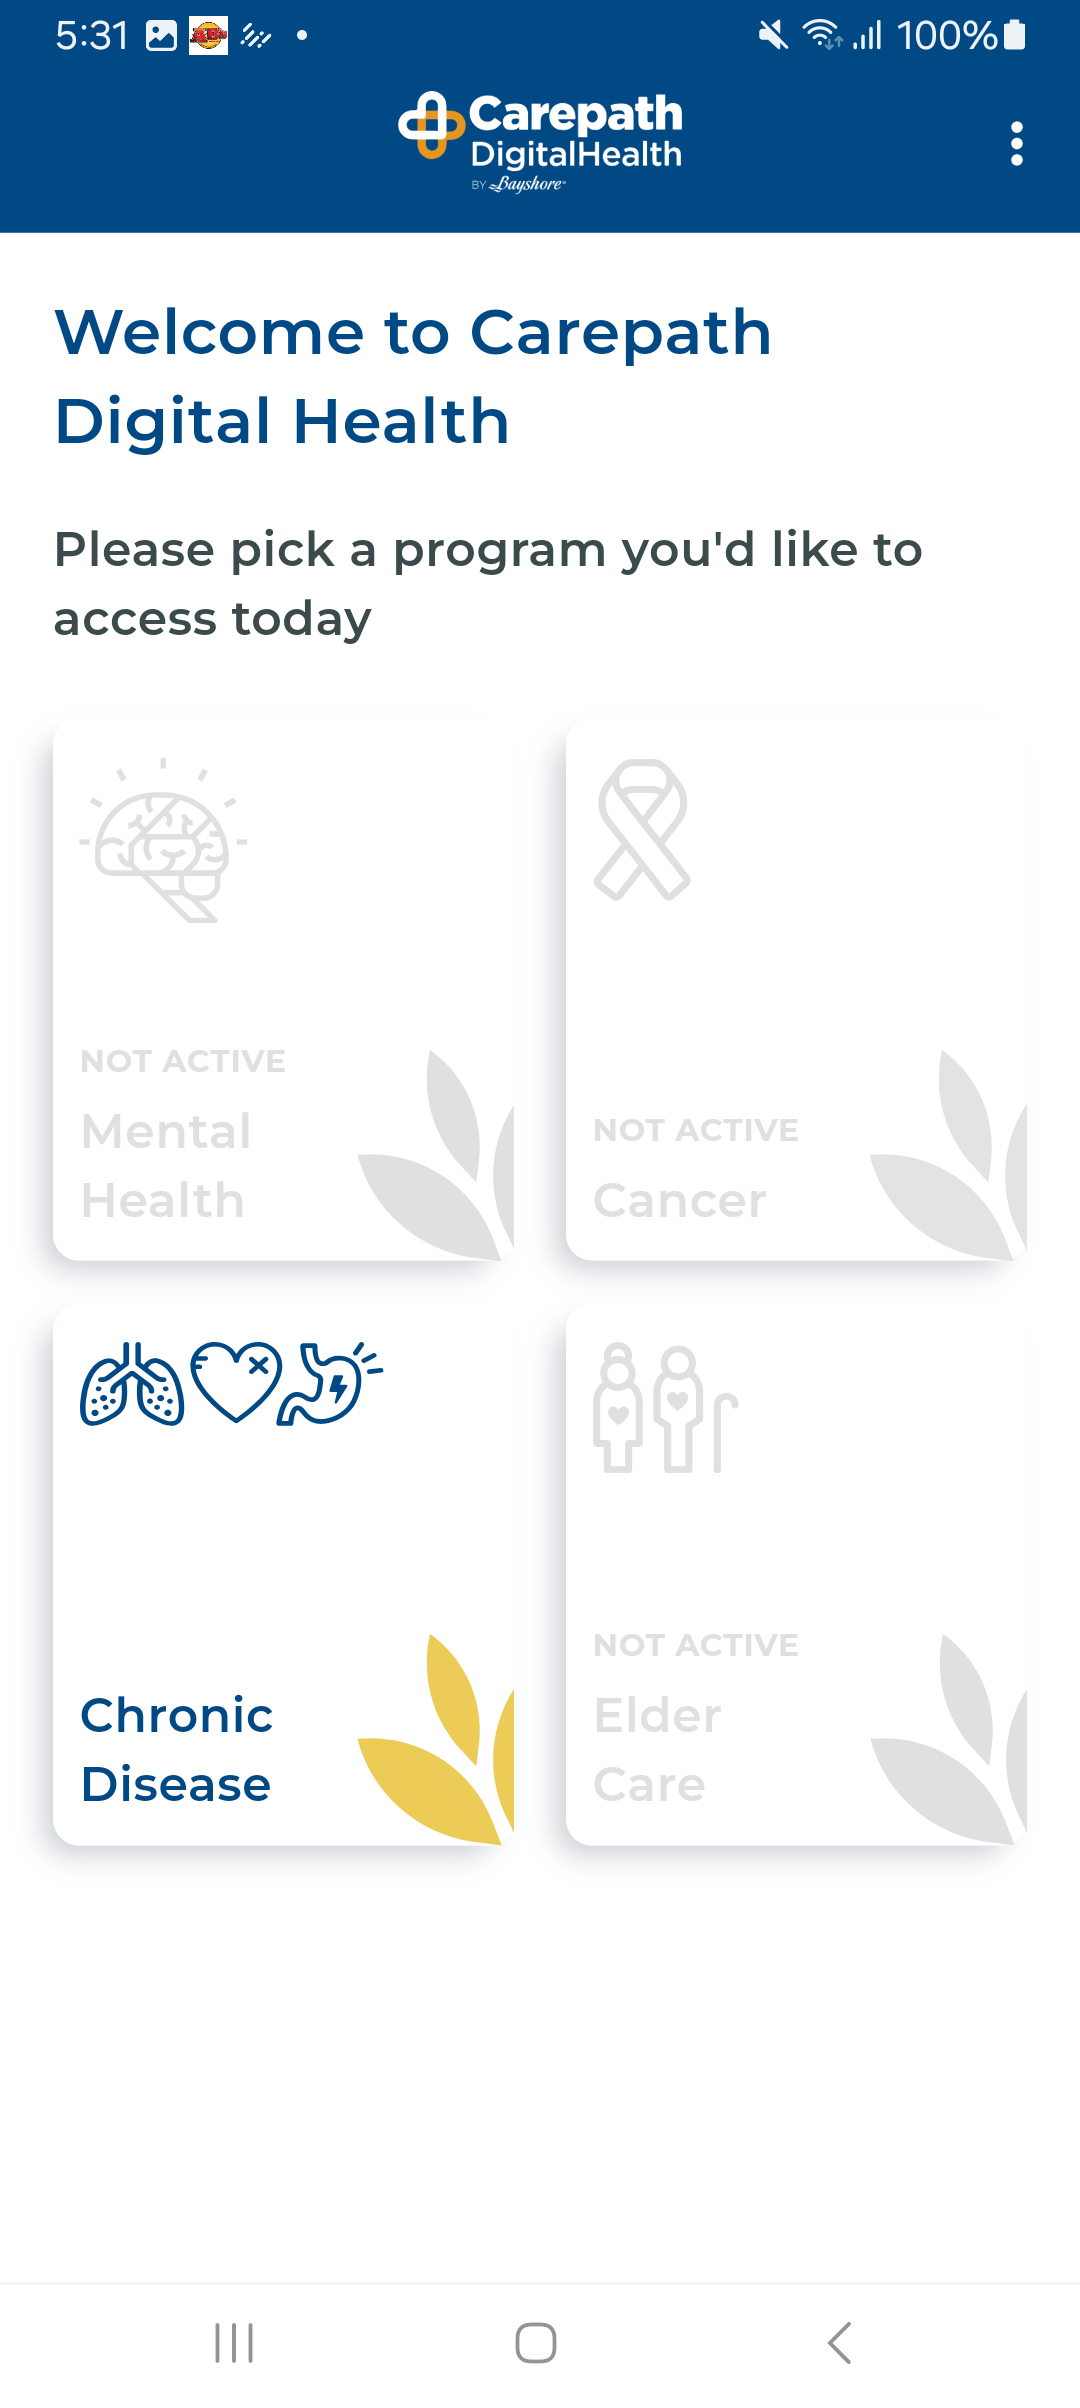 5:31
100%
Carepath
DigitalHealth
BY Bayshore
Welcome to Carepath
Digital Health
Please pick a program you'd like to
access today
NOT ACTIVE
Mental
Health
NOT ACTIVE
Cancer
Chronic
Disease
NOT ACTIVE
Elder
Care